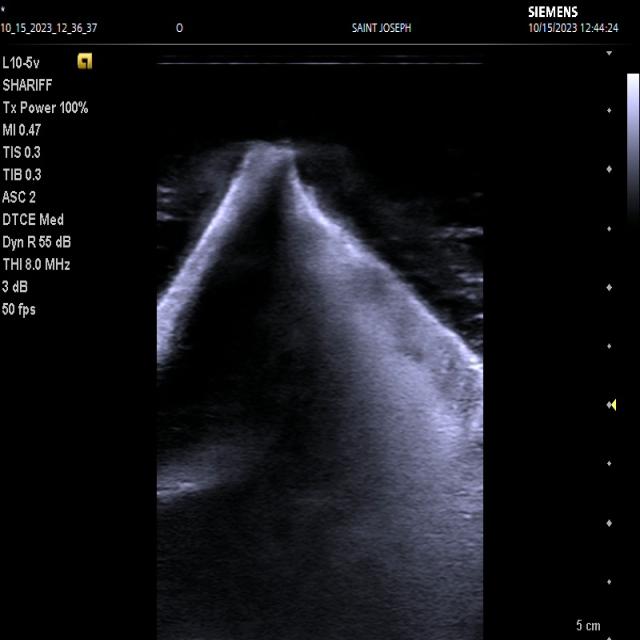 *
SIEMENS
10_15_2023_12_36_37 O SAINT JOSEPH 10/15/2023 12:44:24
L10-5v
SHARIFF
Tx Power 100%
MI 0.47
TIS 0.3
TIB 0.3
ASC 2
DTCE Med
Dyn R 55 dB
THI 8.0 MHz
3 dB
50 fps
5 cm